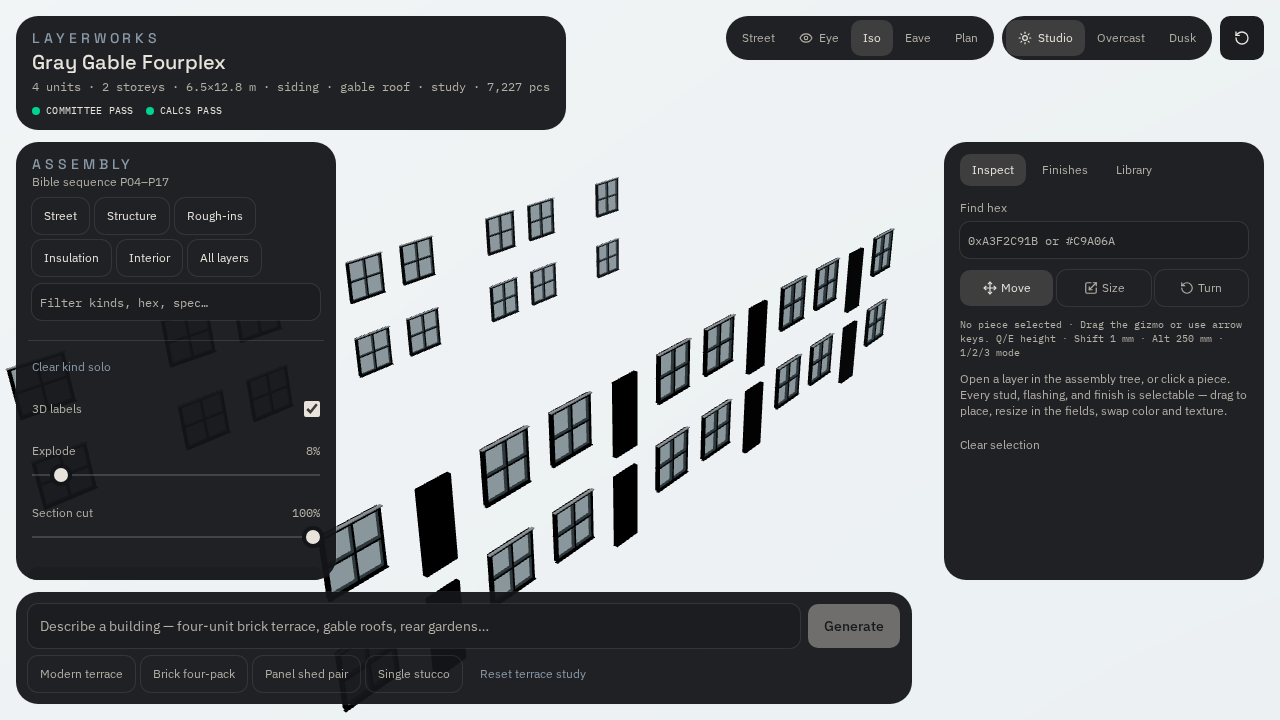 LAYERWORKS
Gray Gable Fourplex
4 units · 2 storeys · 6.5×12.8 m · siding · gable roof · study · 7,227 pcs
COMMITTEE PASS CALCS PASS
Street Eye Iso Eave Plan
Studio Overcast Dusk
ASSEMBLY
Bible sequence P04–P17
Street Structure Rough-ins
Insulation Interior All layers
Filter kinds, hex, spec…
Clear kind solo
3D labels
Explode 8%
Section cut 100%
Inspect Finishes Library
Find hex
0xA3F2C91B or #C9A06A
Move Size Turn
No piece selected · Drag the gizmo or use arrow
keys. Q/E height · Shift 1 mm · Alt 250 mm ·
1/2/3 mode
Open a layer in the assembly tree, or click a piece.
Every stud, flashing, and finish is selectable — drag to
place, resize in the fields, swap color and texture.
Clear selection
Describe a building — four-unit brick terrace, gable roofs, rear gardens…
Generate
Modern terrace Brick four-pack Panel shed pair Single stucco Reset terrace study